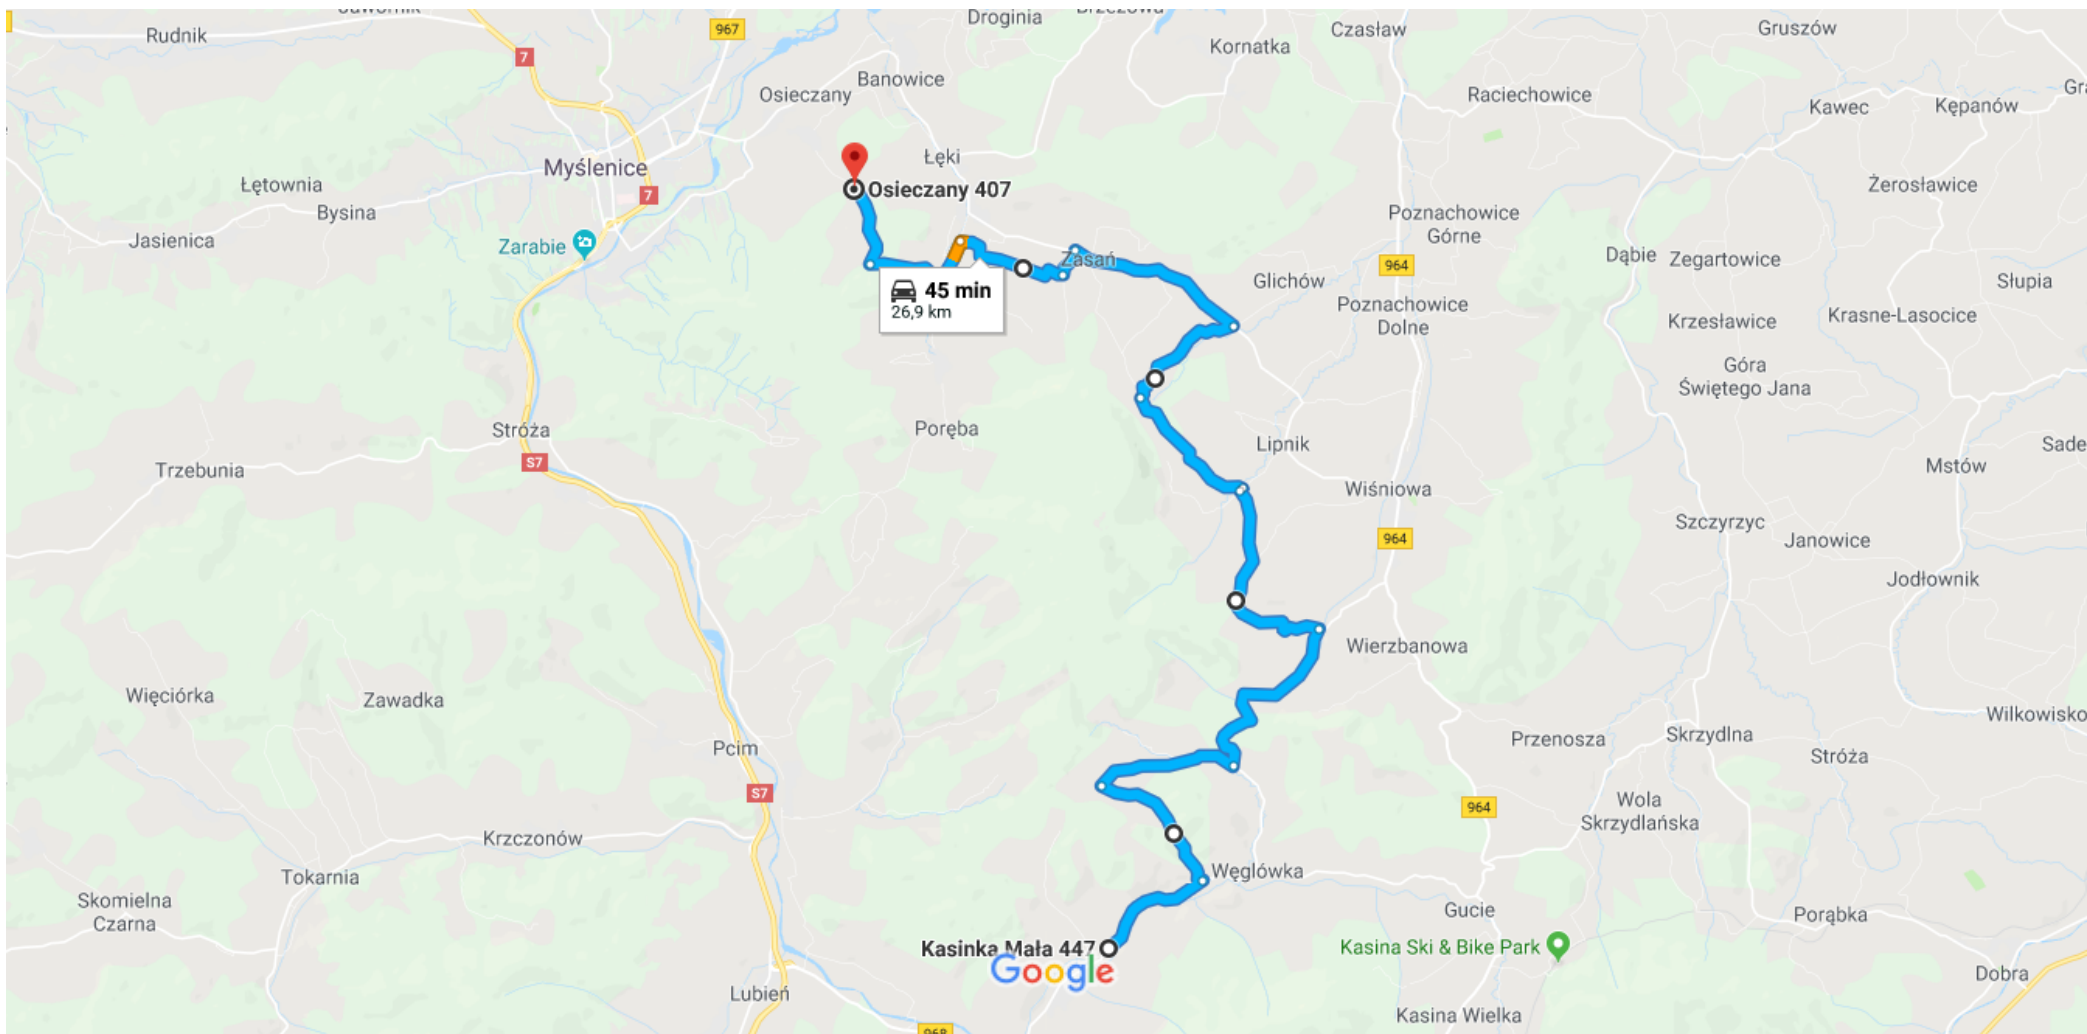 Jawornik
Droginia
Brzezowa
Rudnik
967
Czasław
Gruszów
Kornatka
7
Banowice
Osieczany
Raciechowice
Kawec
Kępanów
Myślenice
Łęki
Osieczany 407
Łętownia
7
Żerosławice
Bysina
Poznachowice
Górne
Jasienica
Zarabie
Zasań
Dąbie
Zegartowice
964
Glichów
Słupia
45 min
26,9 km
Poznachowice
Dolne
Krzesławice
Krasne-Lasocice
Góra
Świętego Jana
Stróża
Poręba
Lipnik
S7
Trzebunia
Mstów
Sade
Wiśniowa
Szczyrzyc
964
Janowice
Jodłownik
Wierzbanowa
Więciórka
Zawadka
Wilkowisko
Pcim
Przenosza
Skrzydlna
Stróża
S7
964
Wola
Skrzydlańska
Krzczonów
Tokarnia
Węglówka
Skomielna
Czarna
Gucie
Porąbka
Kasinka Mała 447
Kasina Ski & Bike Park
Google
Dobra
Lubień
Kasina Wielka
968